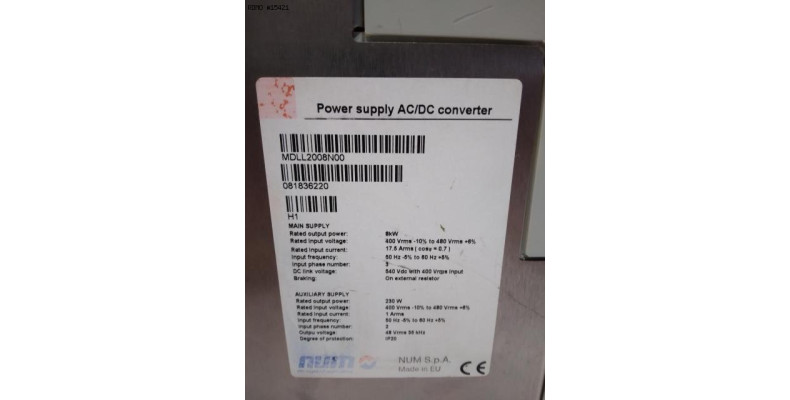 Power supply AC/DC converter
MDLL2008N00
081836220
H1
MAIN SUPPLY
Rated output power: 8kW
Rated input voltage: 400 Vrms -10% to 480 Vrms +6%
Rated input current: 17.5 Arms ( cosφ = 0,7 )
Input frequency: 50 Hz -5% to 60 Hz +5%
Input phase number: 3
DC link voltage: 540 Vdc with 400 Vrms input
Braking: On external resistor
AUXILIARY SUPPLY
Rated output power: 230 W
Rated input voltage: 400 Vrms -10% to 480 Vrms +6%
Rated input current: 1 Arms
Input frequency: 50 Hz -5% to 60 Hz +5%
Input phase number: 2
Outpu voltage: 48 Vrms 35 kHz
Degree of protection: IP20
num
NUM S.p.A.
Made in EU
CE